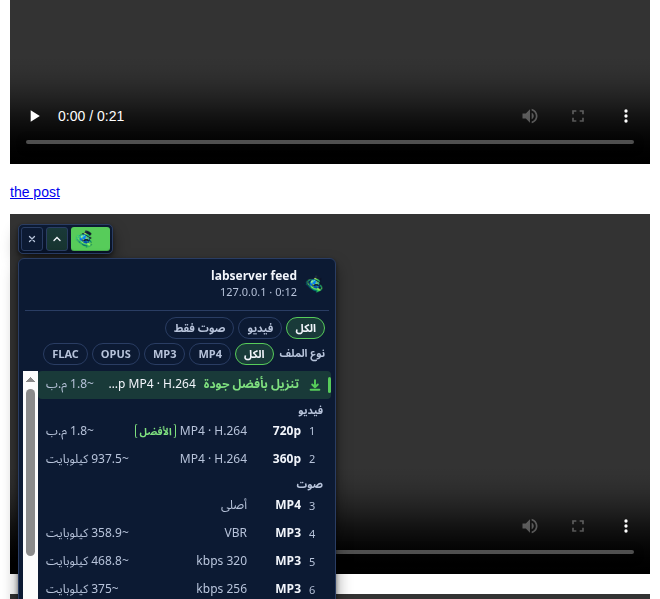 0:00 / 0:21
the post
labserver feed
127.0.0.1 · 0:12
الكل فيديو صوت فقط
نوع الملف الكل MP4 MP3 OPUS FLAC
تنزيل بأفضل جودة p MP4 · H.264... ~1.8 م.ب
فيديو
1 720p MP4 · H.264 [الأفضل] ~1.8 م.ب
2 360p MP4 · H.264 ~937.5 كيلوبايت
صوت
3 MP4 أصلي
4 MP3 VBR ~358.9 كيلوبايت
5 MP3 320 kbps ~468.8 كيلوبايت
6 MP3 256 kbps ~375 كيلوبايت